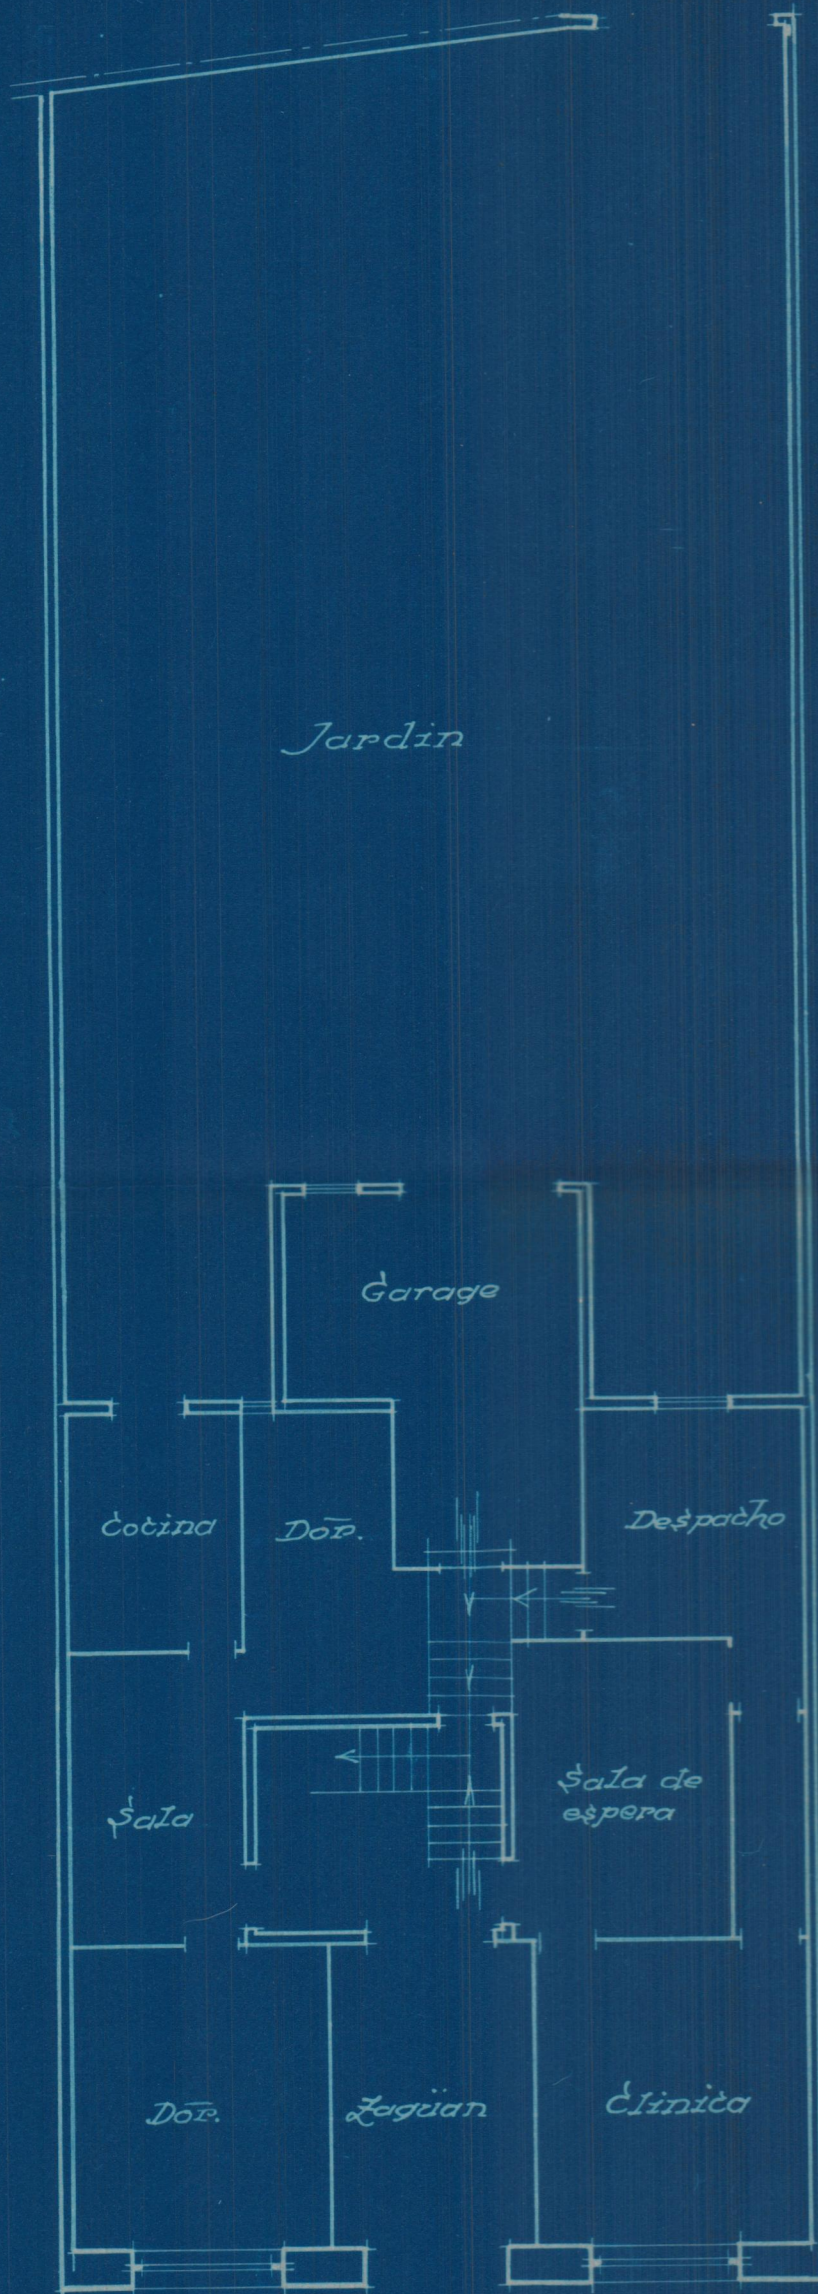 Jardin
Garage
Cocina
Dor.
Despacho
Sala
Sala de
espera
Dor.
Zagüan
Clinica